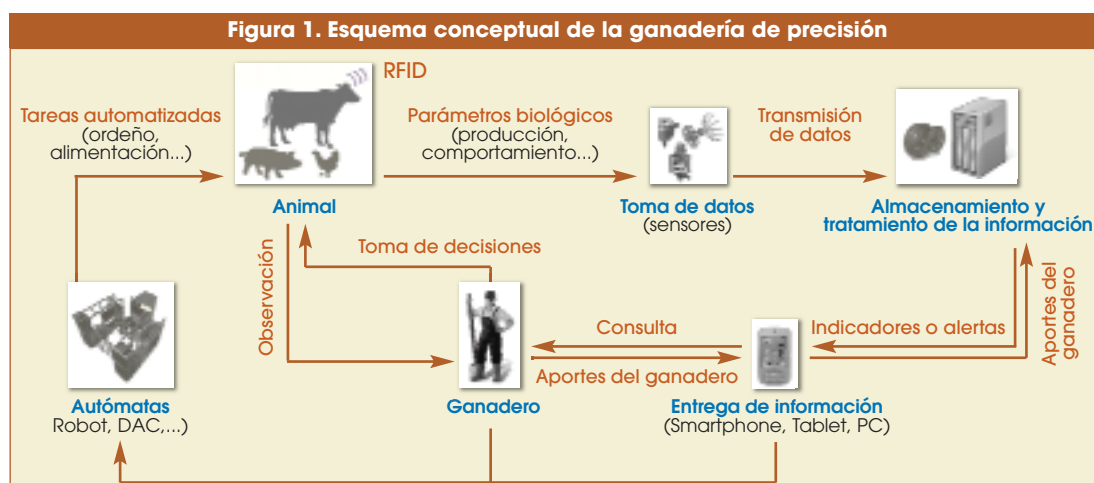 Figura 1. Esquema conceptual de la ganadería de precisión
RFID
Tareas automatizadas
(ordeño,
alimentación...)
Parámetros biológicos
(producción,
comportamiento...)
Transmisión
de datos
Animal
Toma de datos
(sensores)
Almacenamiento y
tratamiento de la información
Observación
Toma de decisiones
Consulta
Aportes del ganadero
Indicadores o alertas
Aportes del
ganadero
Autómatas
Robot, DAC,...)
Ganadero
Entrega de información
(Smartphone, Tablet, PC)